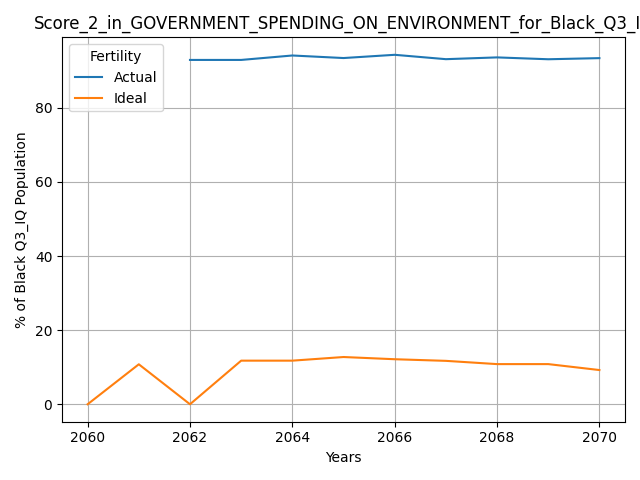 Score_2_in_GOVERNMENT_SPENDING_ON_ENVIRONMENT_for_Black_Q3_I
Fertility
Actual
Ideal
% of Black Q3_IQ Population
80
60
40
20
0
2060 2062 2064 2066 2068 2070
Years